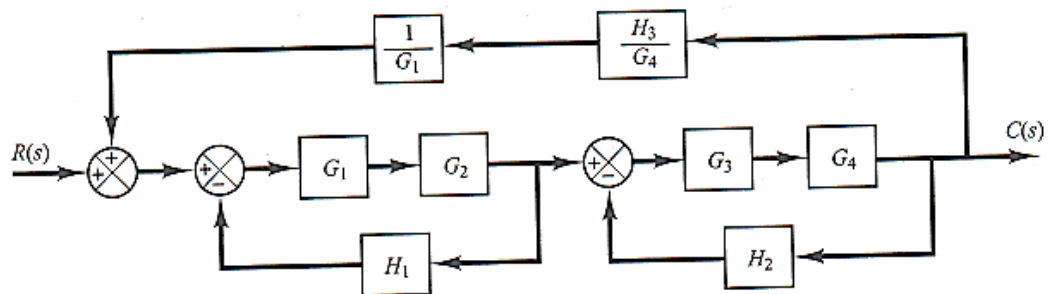 1
G₁
H₃
G₄
R(s)
+
+
+
−
G₁
G₂
+
−
G₃
G₄
C(s)
H₁
H₂